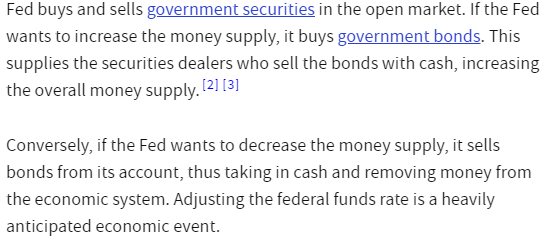 Fed buys and sells government securities in the open market. If the Fed
wants to increase the money supply, it buys government bonds. This
supplies the securities dealers who sell the bonds with cash, increasing
the overall money supply. [2] [3]
Conversely, if the Fed wants to decrease the money supply, it sells
bonds from its account, thus taking in cash and removing money from
the economic system. Adjusting the federal funds rate is a heavily
anticipated economic event.